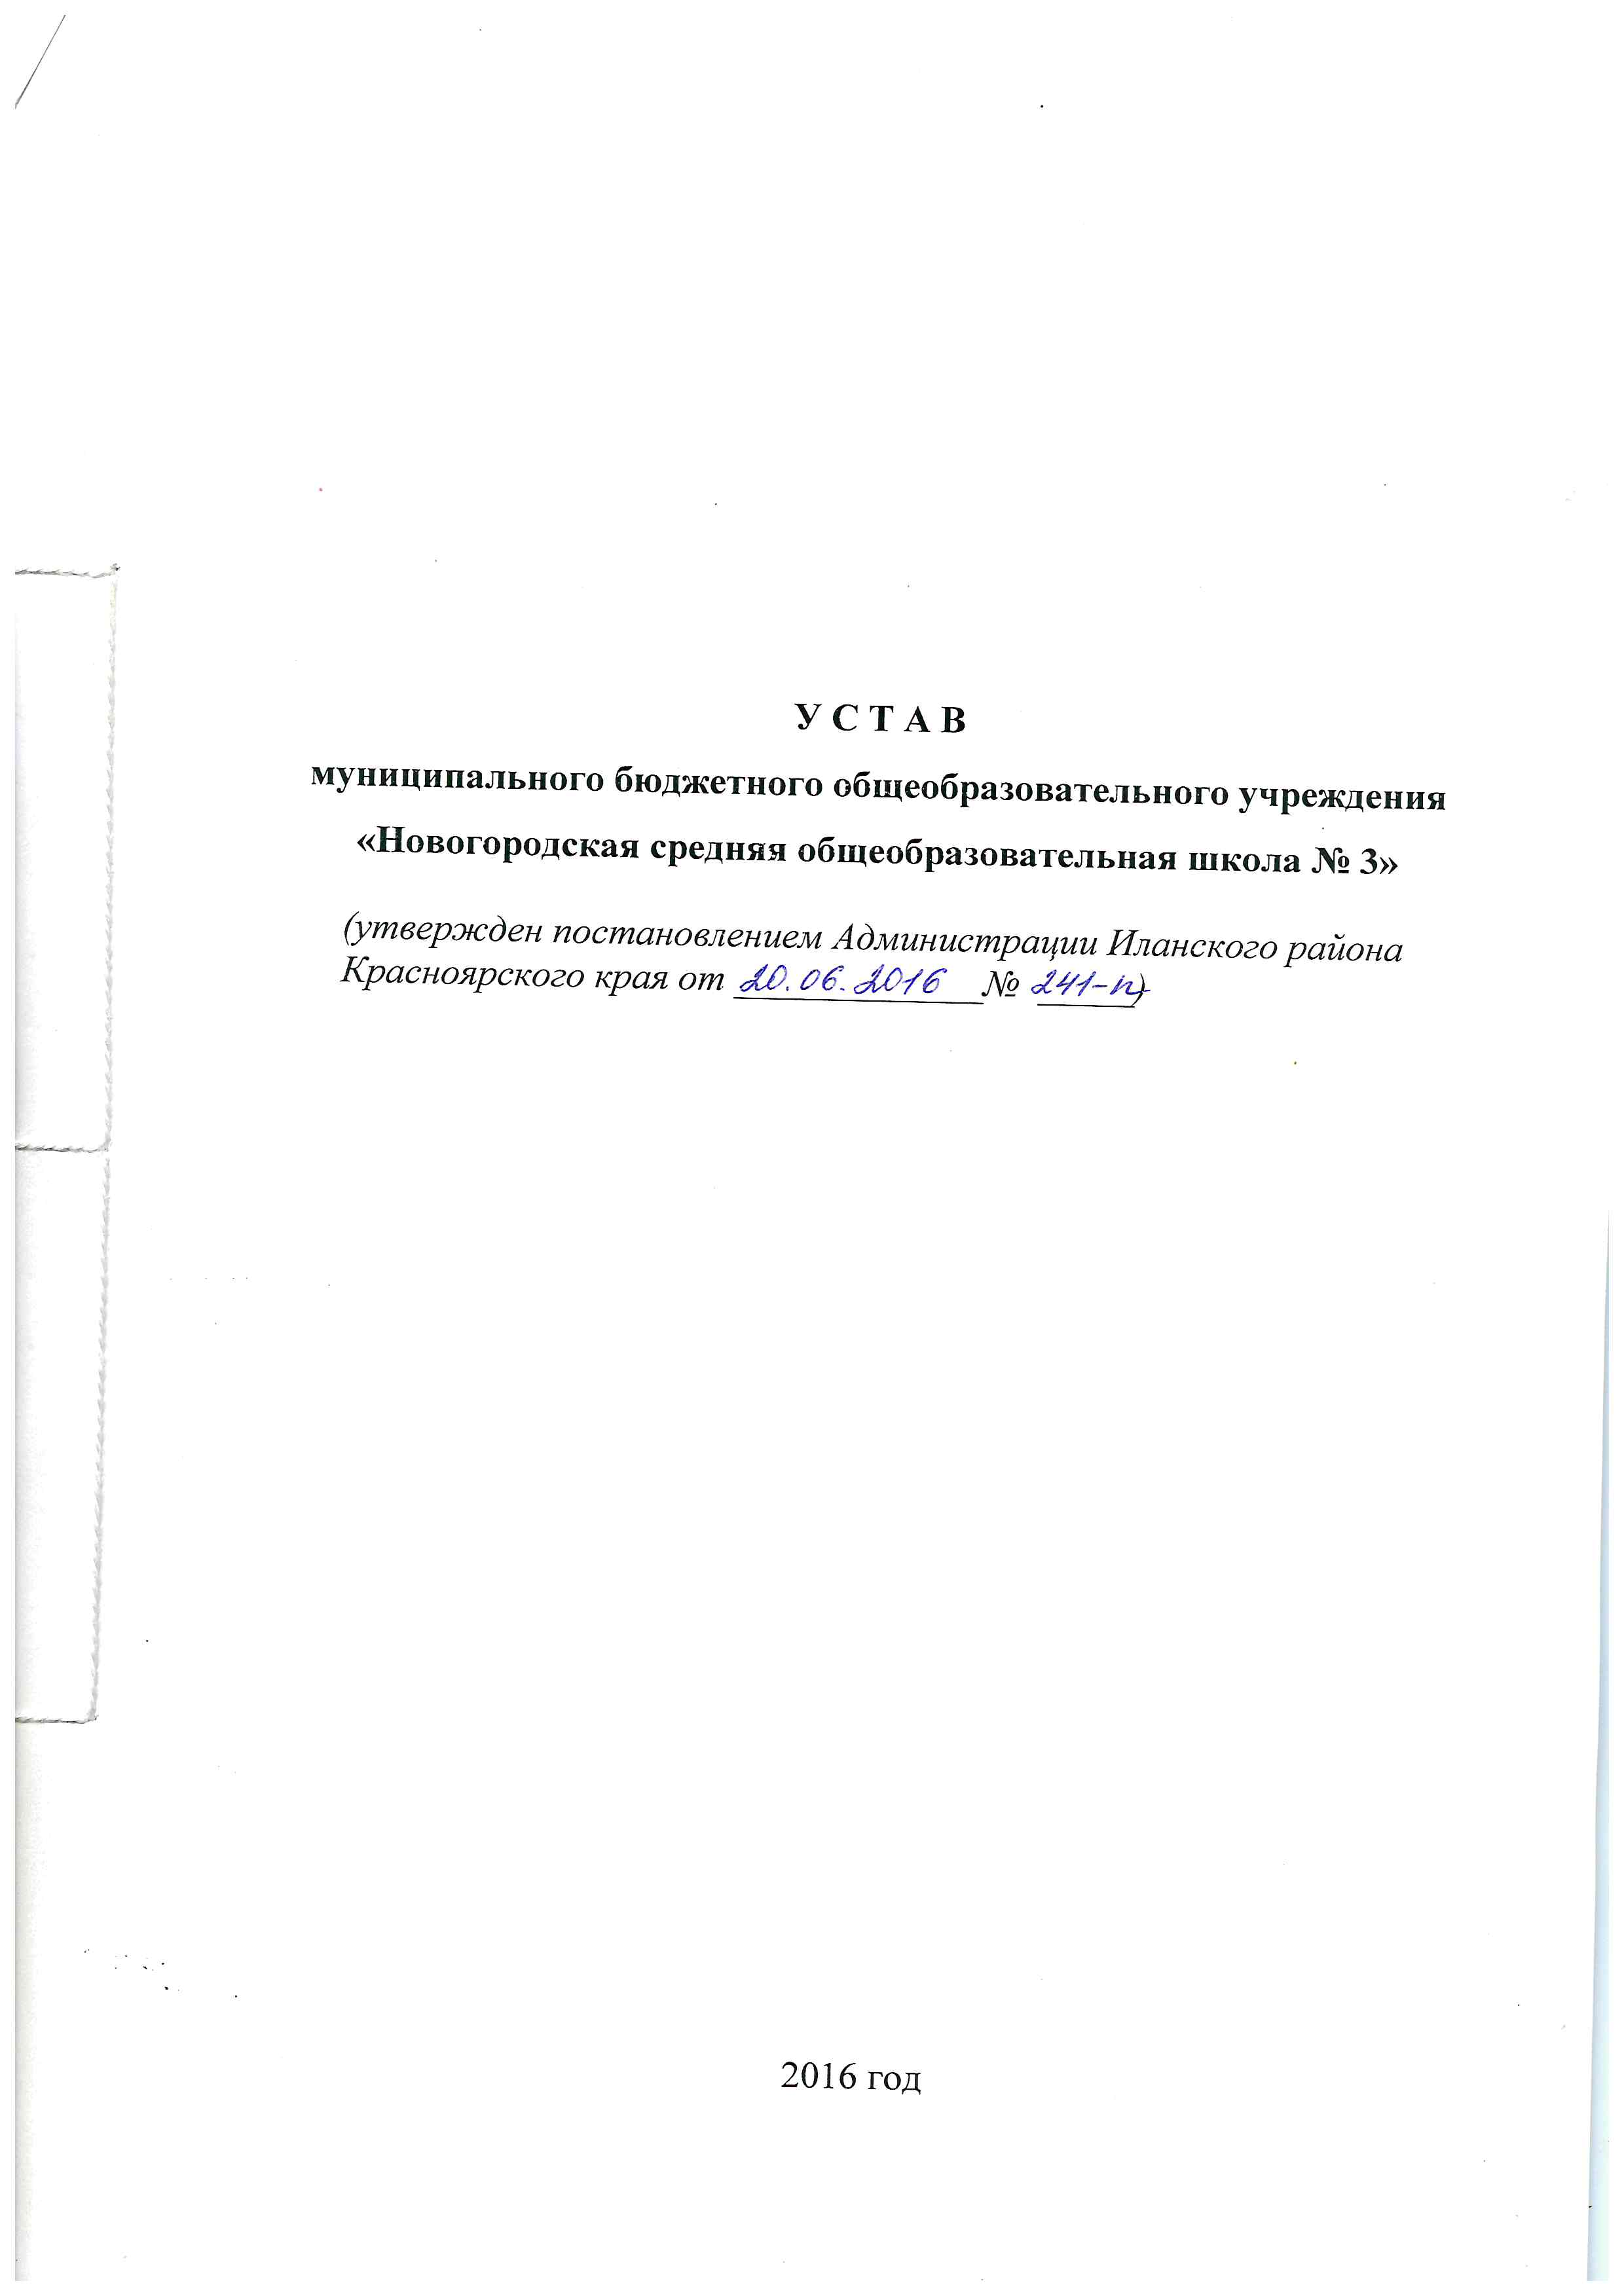 У С Т А В
муниципального бюджетного общеобразовательного учреждения
«Новогородская средняя общеобразовательная школа № 3»
(утвержден постановлением Администрации Иланского района
Красноярского края от 20.06.2016 № 241-п)
2016 год